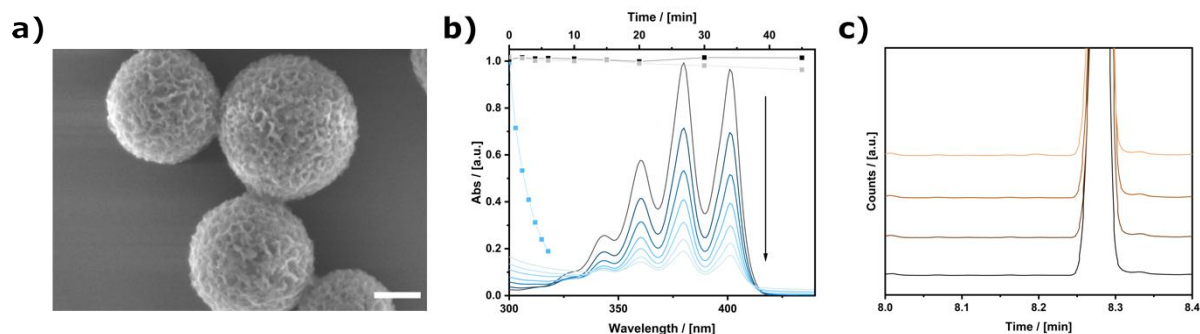 a)
b)
Time / [min]
0 10 20 30 40
1.0
0.8
0.6
0.4
0.2
0.0
Abs / [a.u.]
300 350 400
Wavelength / [nm]
c)
Counts / [a.u.]
8.0 8.1 8.2 8.3 8.4
Time / [min]